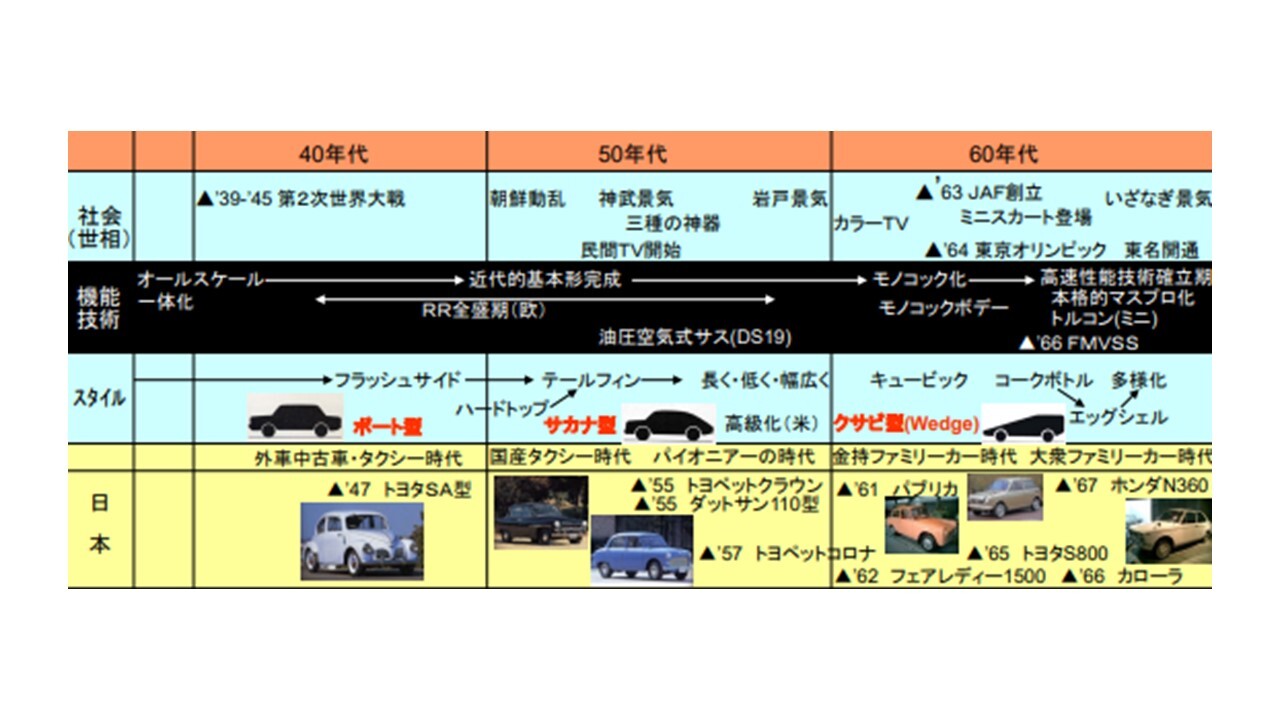 40年代 50年代 60年代
社会
(世相)
▲'39-'45 第2次世界大戦
朝鮮動乱 神武景気 岩戸景気
三種の神器
民間TV開始
▲'63 JAF創立 いざなぎ景気
カラーTV ミニスカート登場
▲'64 東京オリンピック 東名開通
機能
技術
オールスケール 近代的基本形完成 モノコック化 高速性能技術確立期
一体化
RR全盛期(欧)
モノコックボデー 本格的マスプロ化
トルコン(ミニ)
油圧空気式サス(DS19)
▲'66 FMVSS
スタイル
フラッシュサイド テールフィン 長く・低く・幅広く キュービック コークボトル 多様化
ハードトップ エッグシェル
ボート型 サカナ型 高級化(米) クサビ型(Wedge)
外車中古車・タクシー時代 国産タクシー時代 パイオニアーの時代 金持ファミリーカー時代 大衆ファミリーカー時代
日
本
▲'47 トヨタSA型
▲'55 トヨペットクラウン
▲'55 ダットサン110型
▲'57 トヨペットコロナ
▲'61 パブリカ ▲'67 ホンダN360
▲'65 トヨタS800
▲'62 フェアレディー1500 ▲'66 カローラ